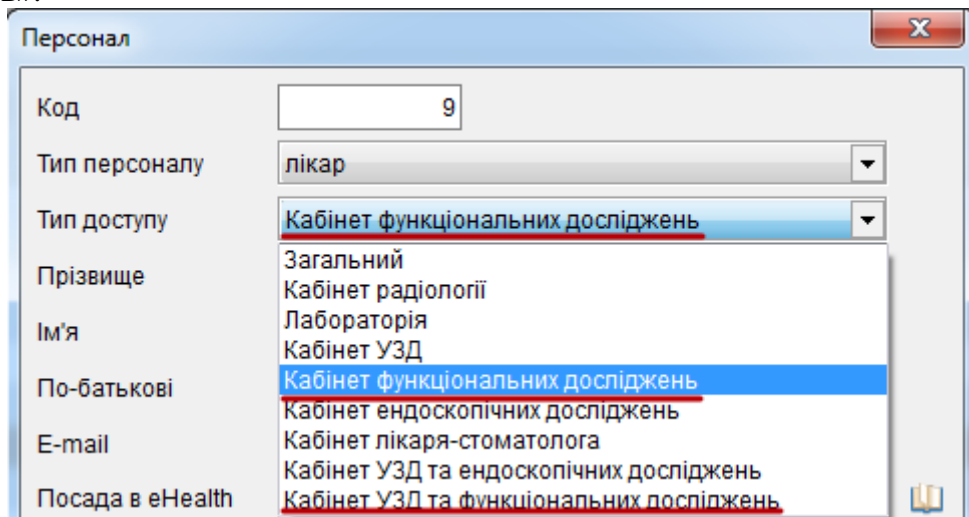 Персонал
Код 9
Тип персоналу лікар
Тип доступу Кабінет функціональних досліджень
Загальний
Прізвище
Кабінет радіології
Лабораторія
Ім'я
Кабінет УЗД
По-батькові Кабінет функціональних досліджень
Кабінет ендоскопічних досліджень
E-mail Кабінет лікаря-стоматолога
Кабінет УЗД та ендоскопічних досліджень
Посада в eHealth Кабінет УЗД та функціональних досліджень